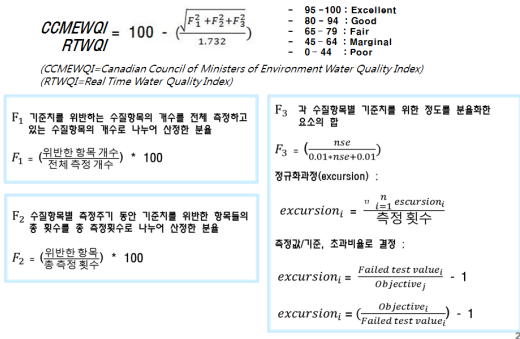 CCMEWQI
RTWQI = 100 - (√F₁² + F₂² + F₃² / 1.732)
- 95 -100 : Excellent
- 80 - 94 : Good
- 65 - 79 : Fair
- 45 - 64 : Marginal
- 0 - 44 : Poor
(CCMEWQI=Canadian Council of Ministers of Environment Water Quality Index)
(RTWQI=Real Time Water Quality Index)
F₁ 기준치를 위반하는 수질항목의 개수를 전체 측정하고
있는 수질항목의 개수로 나누어 산정한 분율
F₁ = (위반한 항목 개수 / 전체 측정 개수) * 100
F₂ 수질항목별 측정주기 동안 기준치를 위반한 항목들의
총 횟수를 총 측정횟수로 나누어 산정한 분율
F₂ = (위반한 항목 / 총 측정 횟수) * 100
F₃ 각 수질항목별 기준치를 위한 정도를 분율화한
요소의 합
F₃ = (nse / 0.01*nse+0.01)
정규화과정(excursion) :
excursionᵢ = υ n i=1 escursionᵢ / 측정 횟수
측정값/기준, 초과비율로 결정 :
excursionᵢ = Failed test valueᵢ / Objectiveⱼ - 1
excursionᵢ = (Objectiveᵢ / Failed test valueᵢ) - 1
2